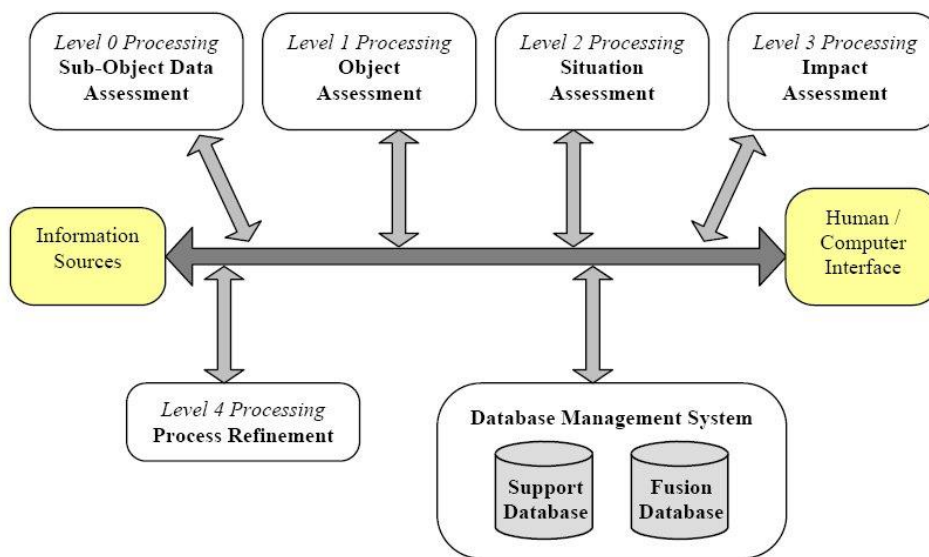 Level 0 Processing
Sub-Object Data
Assessment
Level 1 Processing
Object
Assessment
Level 2 Processing
Situation
Assessment
Level 3 Processing
Impact
Assessment
Information
Sources
Human /
Computer
Interface
Level 4 Processing
Process Refinement
Database Management System
Support
Database
Fusion
Database